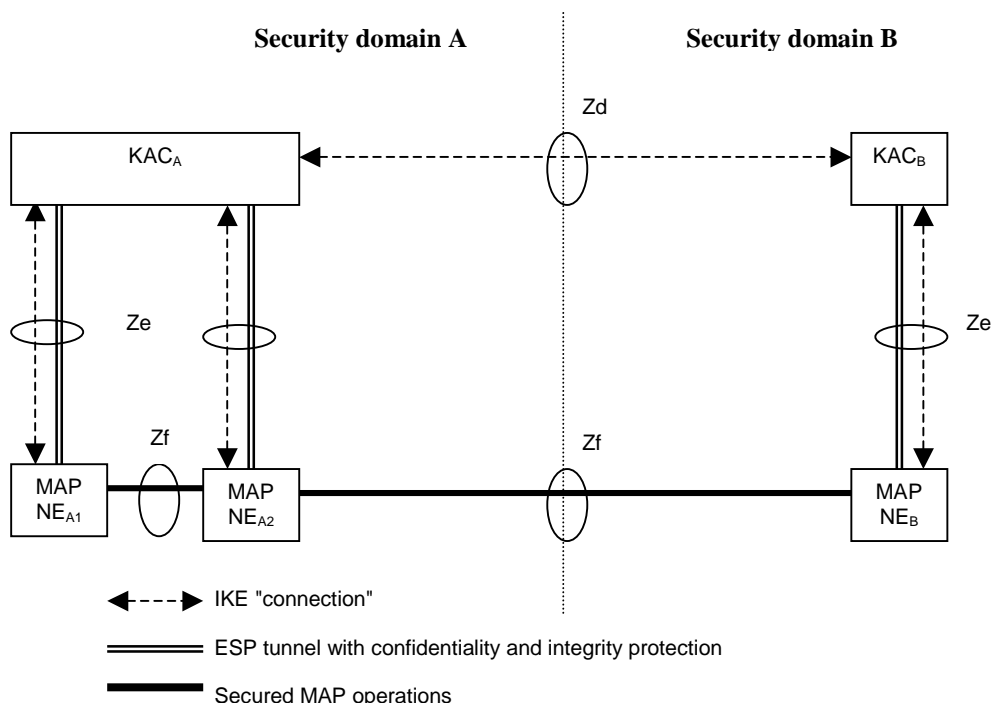 Security domain A
Security domain B
Zd
KACA
KACB
Ze
Ze
Zf
Zf
MAP
NEA1
MAP
NEA2
MAP
NEB
IKE "connection"
ESP tunnel with confidentiality and integrity protection
Secured MAP operations